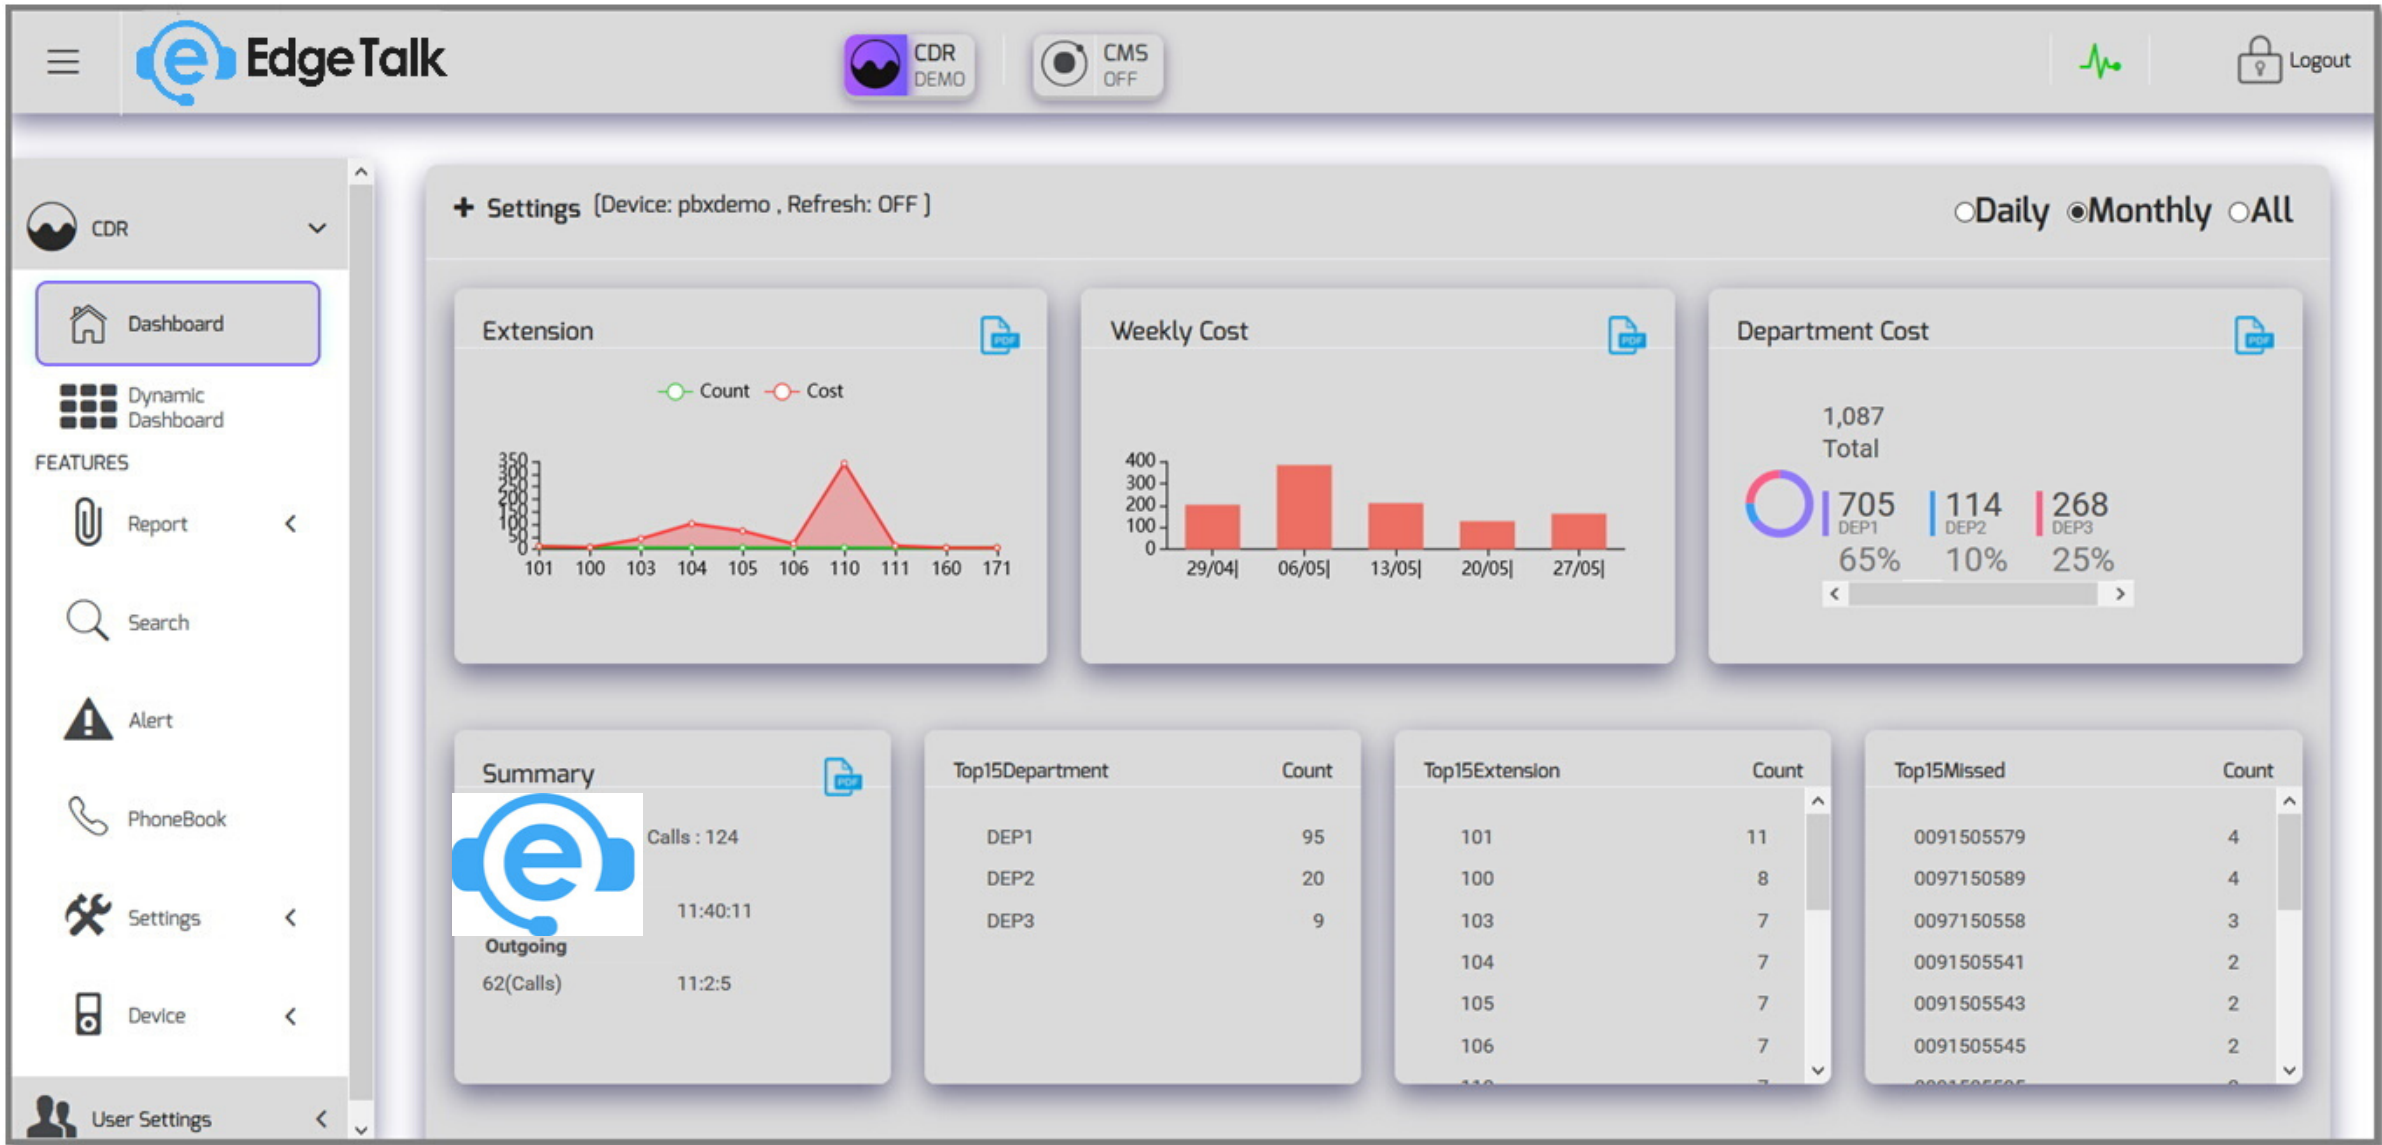 EdgeTalk
CDR
DEMO
CMS
OFF
Logout
CDR
Dashboard
Dynamic
Dashboard
FEATURES
Report
Search
Alert
PhoneBook
Settings
Device
User Settings
+ Settings [Device: pbxdemo , Refresh: OFF ]
Daily Monthly All
Extension
PDF
Count Cost
350
300
250
200
150
100
50
0
101 100 103 104 105 106 110 111 160 171
Weekly Cost
PDF
400
300
200
100
0
29/04| 06/05| 13/05| 20/05| 27/05|
Department Cost
PDF
1,087
Total
705 114 268
DEP1 DEP2 DEP3
65% 10% 25%
Summary
PDF
e
Calls : 124
11:40:11
Outgoing
62(Calls) 11:2:5
Top15Department Count
DEP1 95
DEP2 20
DEP3 9
Top15Extension Count
101 11
100 8
103 7
104 7
105 7
106 7
Top15Missed Count
0091505579 4
0097150589 4
0097150558 3
0091505541 2
0091505543 2
0091505545 2